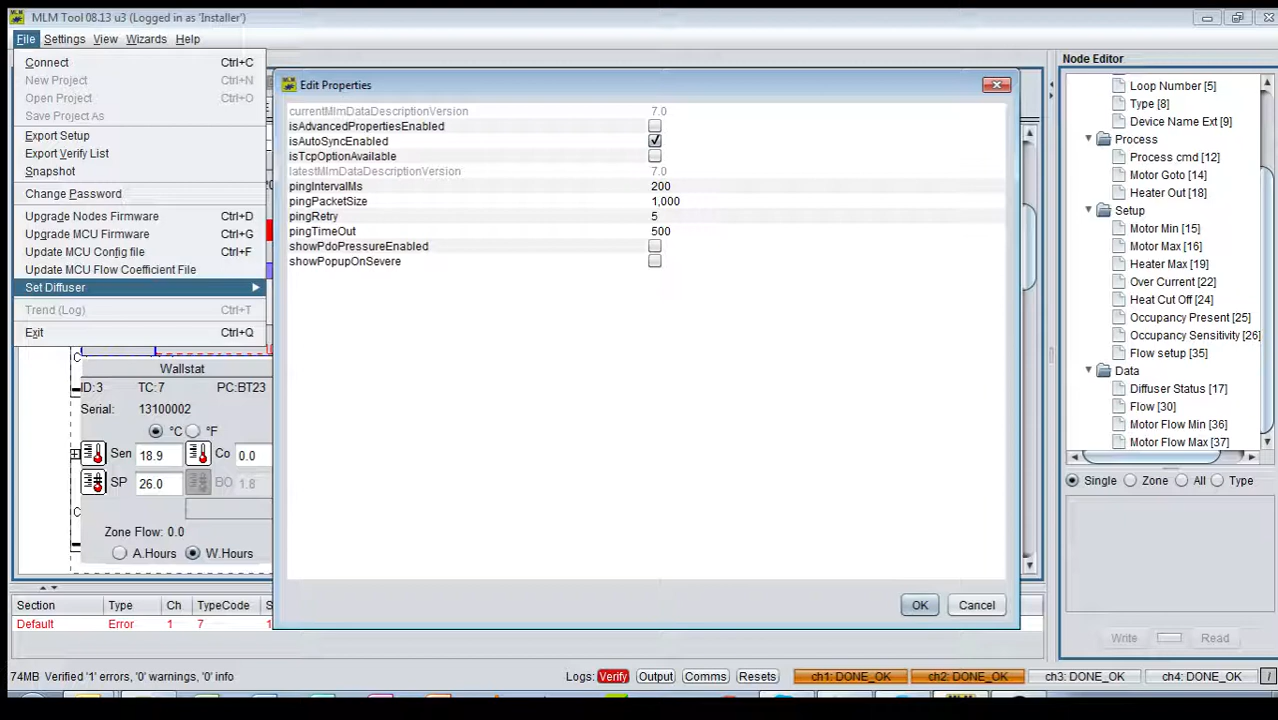 MLM Tool 08.13 u3 (Logged in as 'Installer')
File Settings View Wizards Help
Connect Ctrl+C
New Project Ctrl+N
Open Project Ctrl+O
Save Project As
Export Setup
Export Verify List
Snapshot
Change Password
Upgrade Nodes Firmware Ctrl+D
Upgrade MCU Firmware Ctrl+G
Update MCU Config file Ctrl+F
Update MCU Flow Coefficient File
Set Diffuser
Trend (Log) Ctrl+T
Exit Ctrl+Q
Edit Properties
currentMlmDataDescriptionVersion 7.0
isAdvancedPropertiesEnabled
isAutoSyncEnabled
isTcpOptionAvailable
latestMlmDataDescriptionVersion 7.0
pingIntervalMs 200
pingPacketSize 1,000
pingRetry 5
pingTimeOut 500
showPdoPressureEnabled
showPopupOnSevere
OK Cancel
Node Editor
Loop Number [5]
Type [8]
Device Name Ext [9]
Process
Process cmd [12]
Motor Goto [14]
Heater Out [18]
Setup
Motor Min [15]
Motor Max [16]
Heater Max [19]
Over Current [22]
Heat Cut Off [24]
Occupancy Present [25]
Occupancy Sensitivity [26]
Flow setup [35]
Data
Diffuser Status [17]
Flow [30]
Motor Flow Min [36]
Motor Flow Max [37]
Single Zone All Type
Write Read
Wallstat
ID:3 TC:7 PC:BT23
Serial: 13100002
°C °F
Sen 18.9 Co 0.0
SP 26.0 BO 1.8
Zone Flow: 0.0
A.Hours W.Hours
Section Type Ch TypeCode S
Default Error 1 7 1
74MB Verified '1' errors, '0' warnings, '0' info Logs: Verify Output Comms Resets ch1: DONE_OK ch2: DONE_OK ch3: DONE_OK ch4: DONE_OK